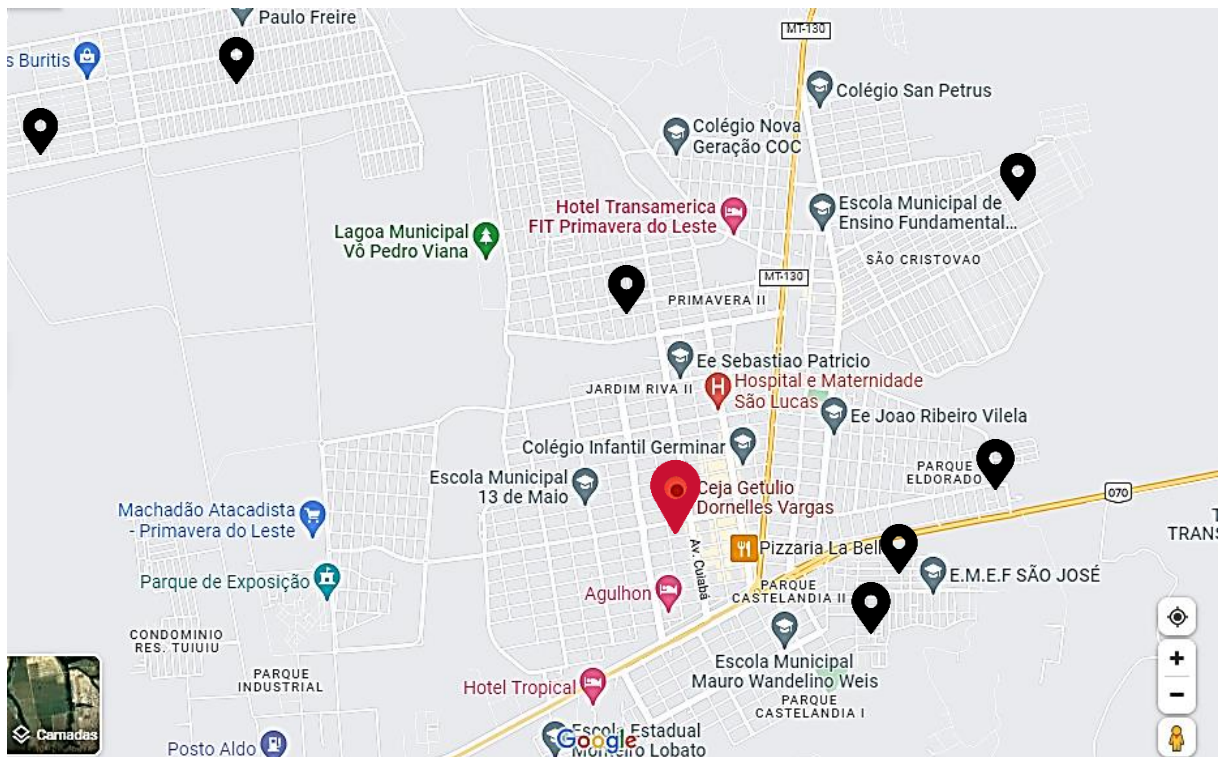 Paulo Freire
s Buritis
MT-130
Colégio San Petrus
Colégio Nova
Geração COC
Hotel Transamerica
FIT Primavera do Leste
Escola Municipal de
Ensino Fundamental...
Lagoa Municipal
Vô Pedro Viana
SÃO CRISTOVAO
MT-130
PRIMAVERA II
Ee Sebastiao Patricio
JARDIM RIVA II
Hospital e Maternidade
São Lucas
Ee Joao Ribeiro Vilela
Colégio Infantil Germinar
PARQUE
ELDORADO
Escola Municipal
13 de Maio
Ceja Getulio
Dornelles Vargas
070
Machadão Atacadista
- Primavera do Leste
T
TRANS
Av. Cuiabá
Pizzaria La Bell
Parque de Exposição
E.M.E.F SÃO JOSÉ
Agulhon
PARQUE
CASTELANDIA II
CONDOMINIO
RES. TUIUIU
Escola Municipal
Mauro Wandelino Weis
PARQUE
INDUSTRIAL
Hotel Tropical
PARQUE
CASTELANDIA I
Camadas
Posto Aldo
Escola Estadual
Monteiro Lobato
Google